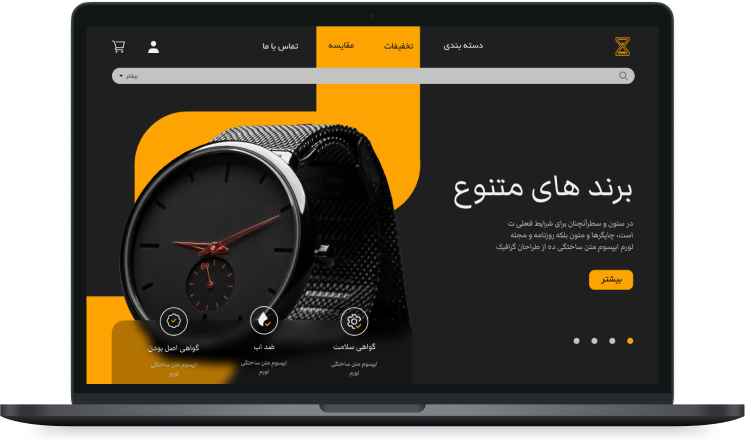 دسته بندی
تخفیفات
مقایسه
تماس با ما
بیشتر
برند های متنوع
در ستون و سطرآنچنان برای شرایط فعلی ت
است، چاپگرها و متون بلکه روزنامه و مجله
لورم ایپسوم متن ساختگی ده از طراحان گرافیک
بیشتر
گواهی سلامت
ایپسوم متن ساختگی
لورم
ضد اب
ایپسوم متن ساختگی
لورم
گواهی اصل بودن
ایپسوم متن ساختگی
لورم